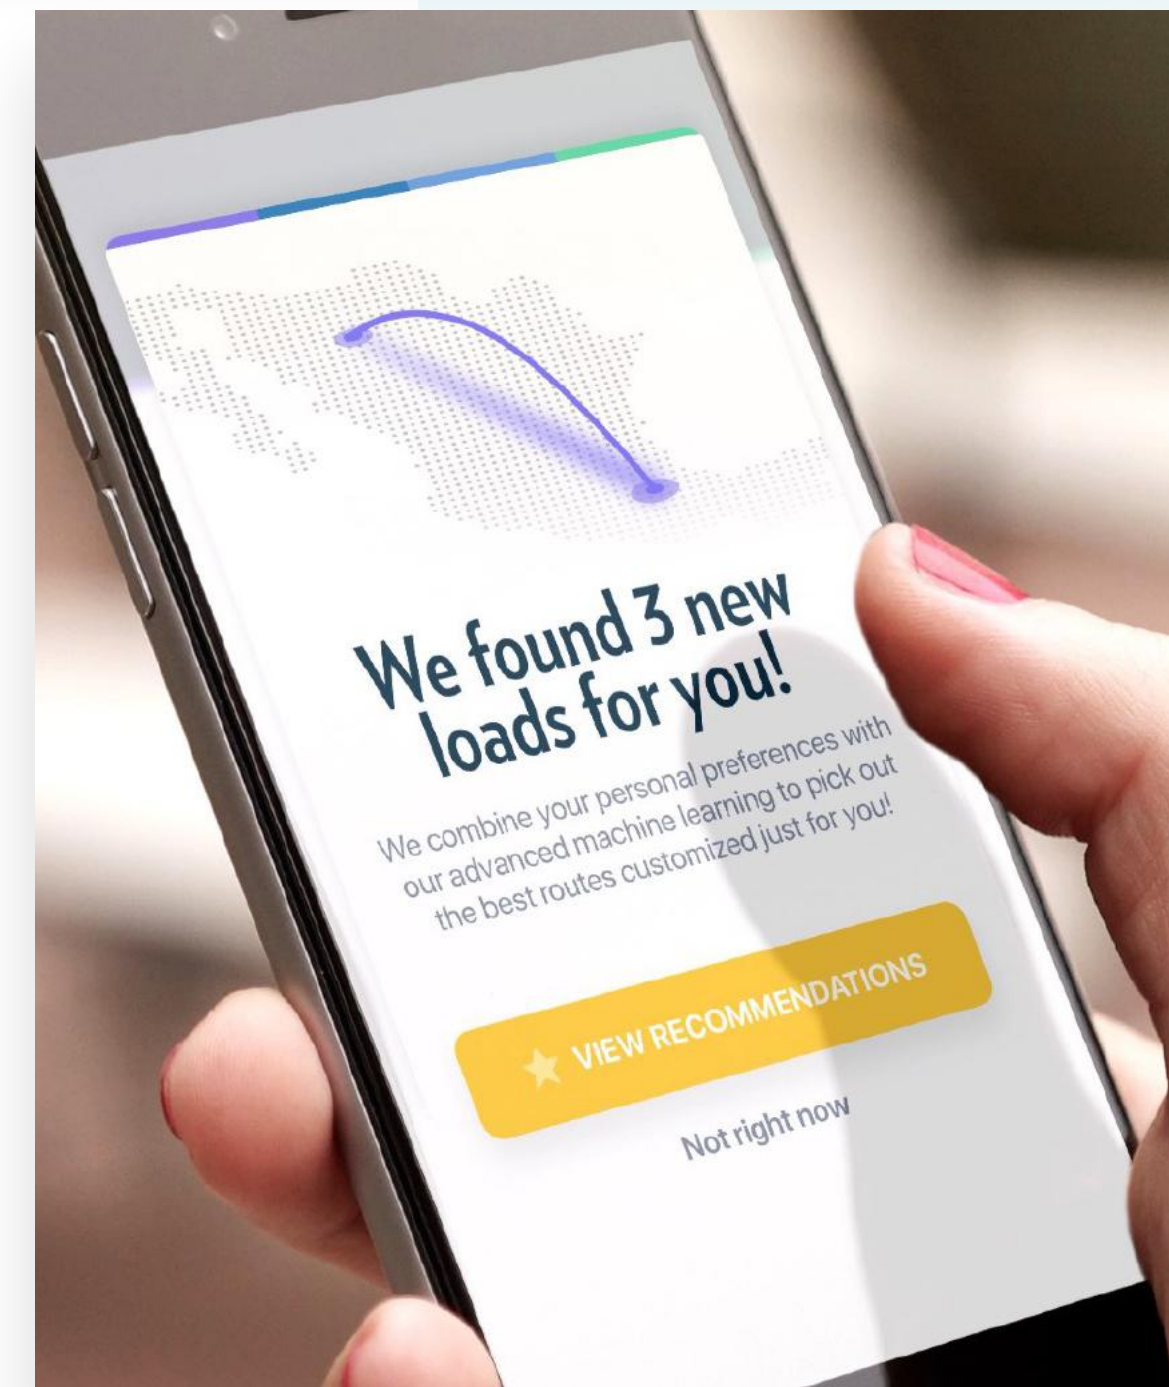 We found 3 new
loads for you!
We combine your personal preferences with
our advanced machine learning to pick out
the best routes customized just for you!
VIEW RECOMMENDATIONS
Not right now